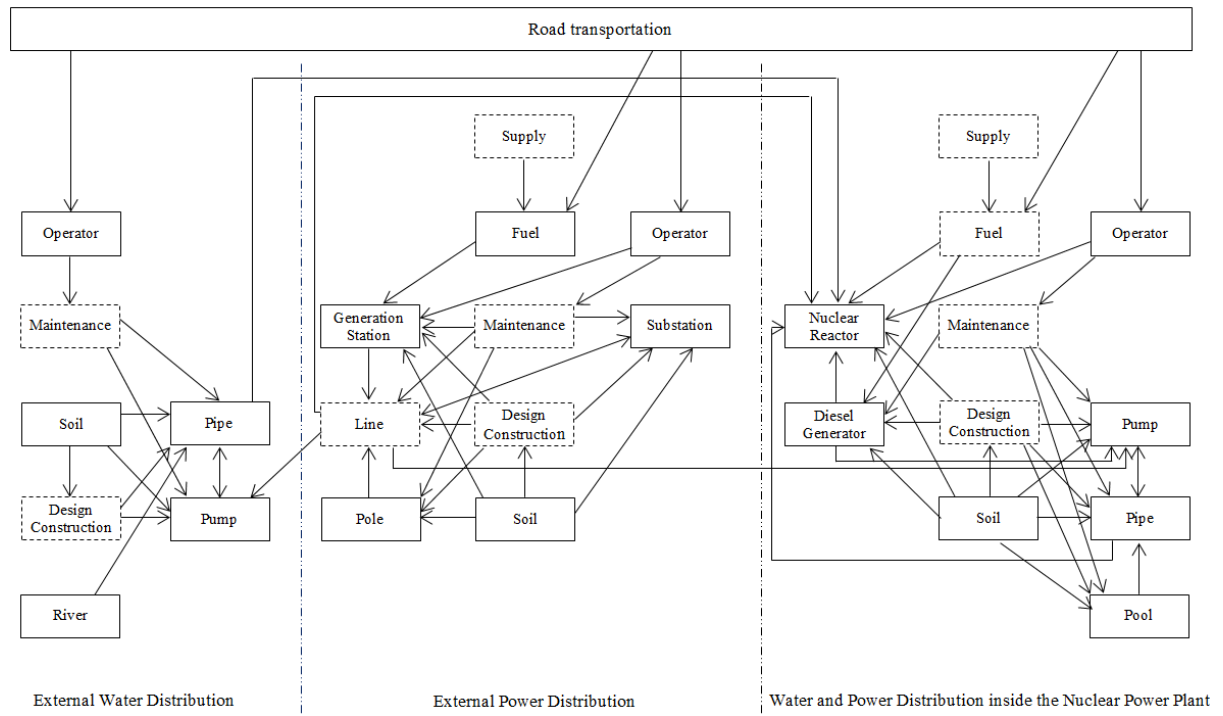 Road transportation
Supply
Supply
Operator
Fuel
Operator
Fuel
Operator
Maintenance
Generation
Station
Maintenance
Substation
Nuclear
Reactor
Maintenance
Soil
Pipe
Line
Design
Construction
Diesel
Generator
Design
Construction
Pump
Design
Construction
Pump
Pole
Soil
Soil
Pipe
River
Pool
External Water Distribution
External Power Distribution
Water and Power Distribution inside the Nuclear Power Plant